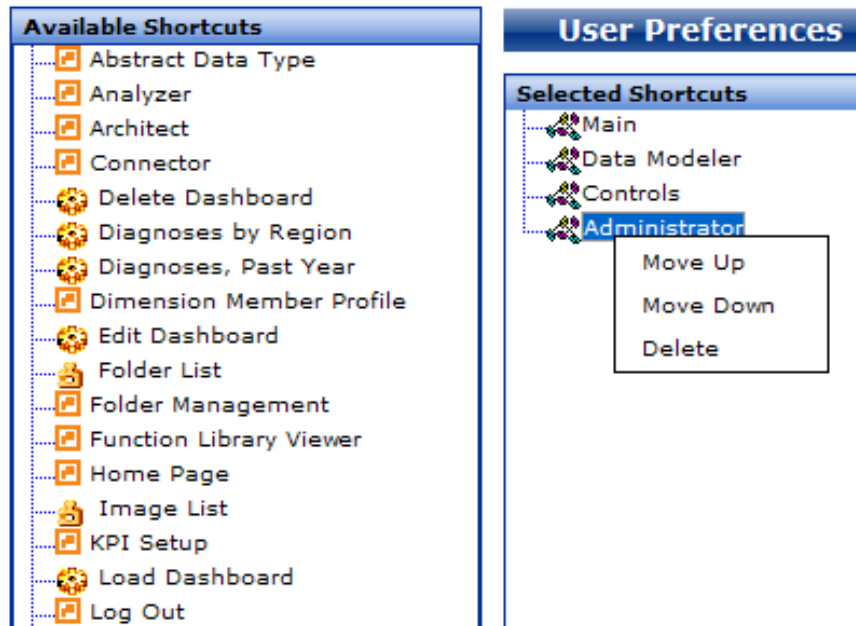 Available Shortcuts
Abstract Data Type
Analyzer
Architect
Connector
Delete Dashboard
Diagnoses by Region
Diagnoses, Past Year
Dimension Member Profile
Edit Dashboard
Folder List
Folder Management
Function Library Viewer
Home Page
Image List
KPI Setup
Load Dashboard
Log Out
User Preferences
Selected Shortcuts
Main
Data Modeler
Controls
Administrator
Move Up
Move Down
Delete